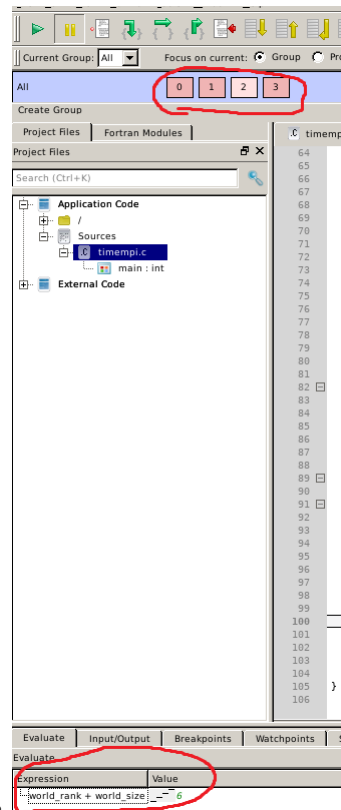 Current Group: All Focus on current: Group Pro
All 0 1 2 3
Create Group
Project Files Fortran Modules
Project Files
Search (Ctrl+K)
Application Code
/
Sources
timempi.c
main : int
External Code
.c timemp
64
65
66
67
68
69
70
71
72
73
74
75
76
77
78
79
80
81
82
83
84
85
86
87
88
89
90
91
92
93
94
95
96
97
98
99
100
101
102
103
104
105 }
106
Evaluate Input/Output Breakpoints Watchpoints
Evaluate
Expression Value
world_rank + world_size 6